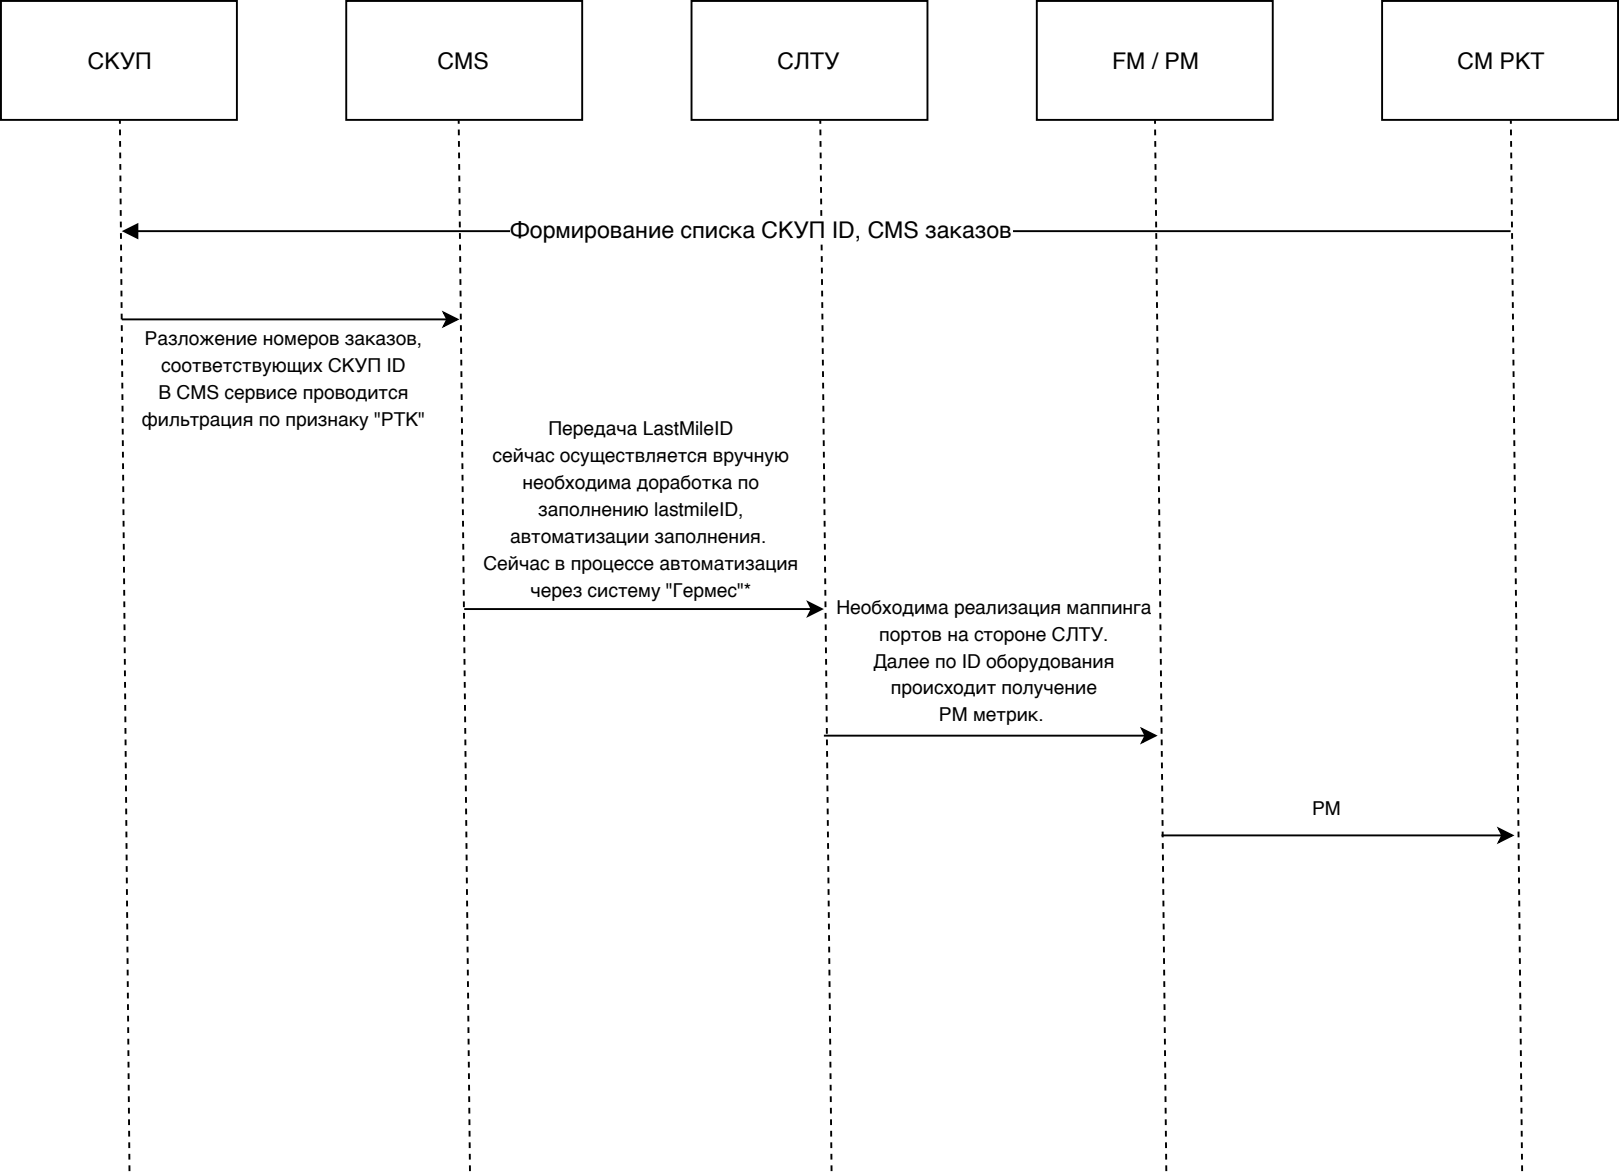 СКУП
CMS
СЛТУ
FM / PM
СМ РКТ
Формирование списка СКУП ID, CMS заказов
Разложение номеров заказов,
соответствующих СКУП ID
В CMS сервисе проводится
фильтрация по признаку "РТК"
Передача LastMileID
сейчас осуществляется вручную
необходима доработка по
заполнению lastmileID,
автоматизации заполнения.
Сейчас в процессе автоматизация
через систему "Гермес"*
Необходима реализация маппинга
портов на стороне СЛТУ.
Далее по ID оборудования
происходит получение
PM метрик.
PM